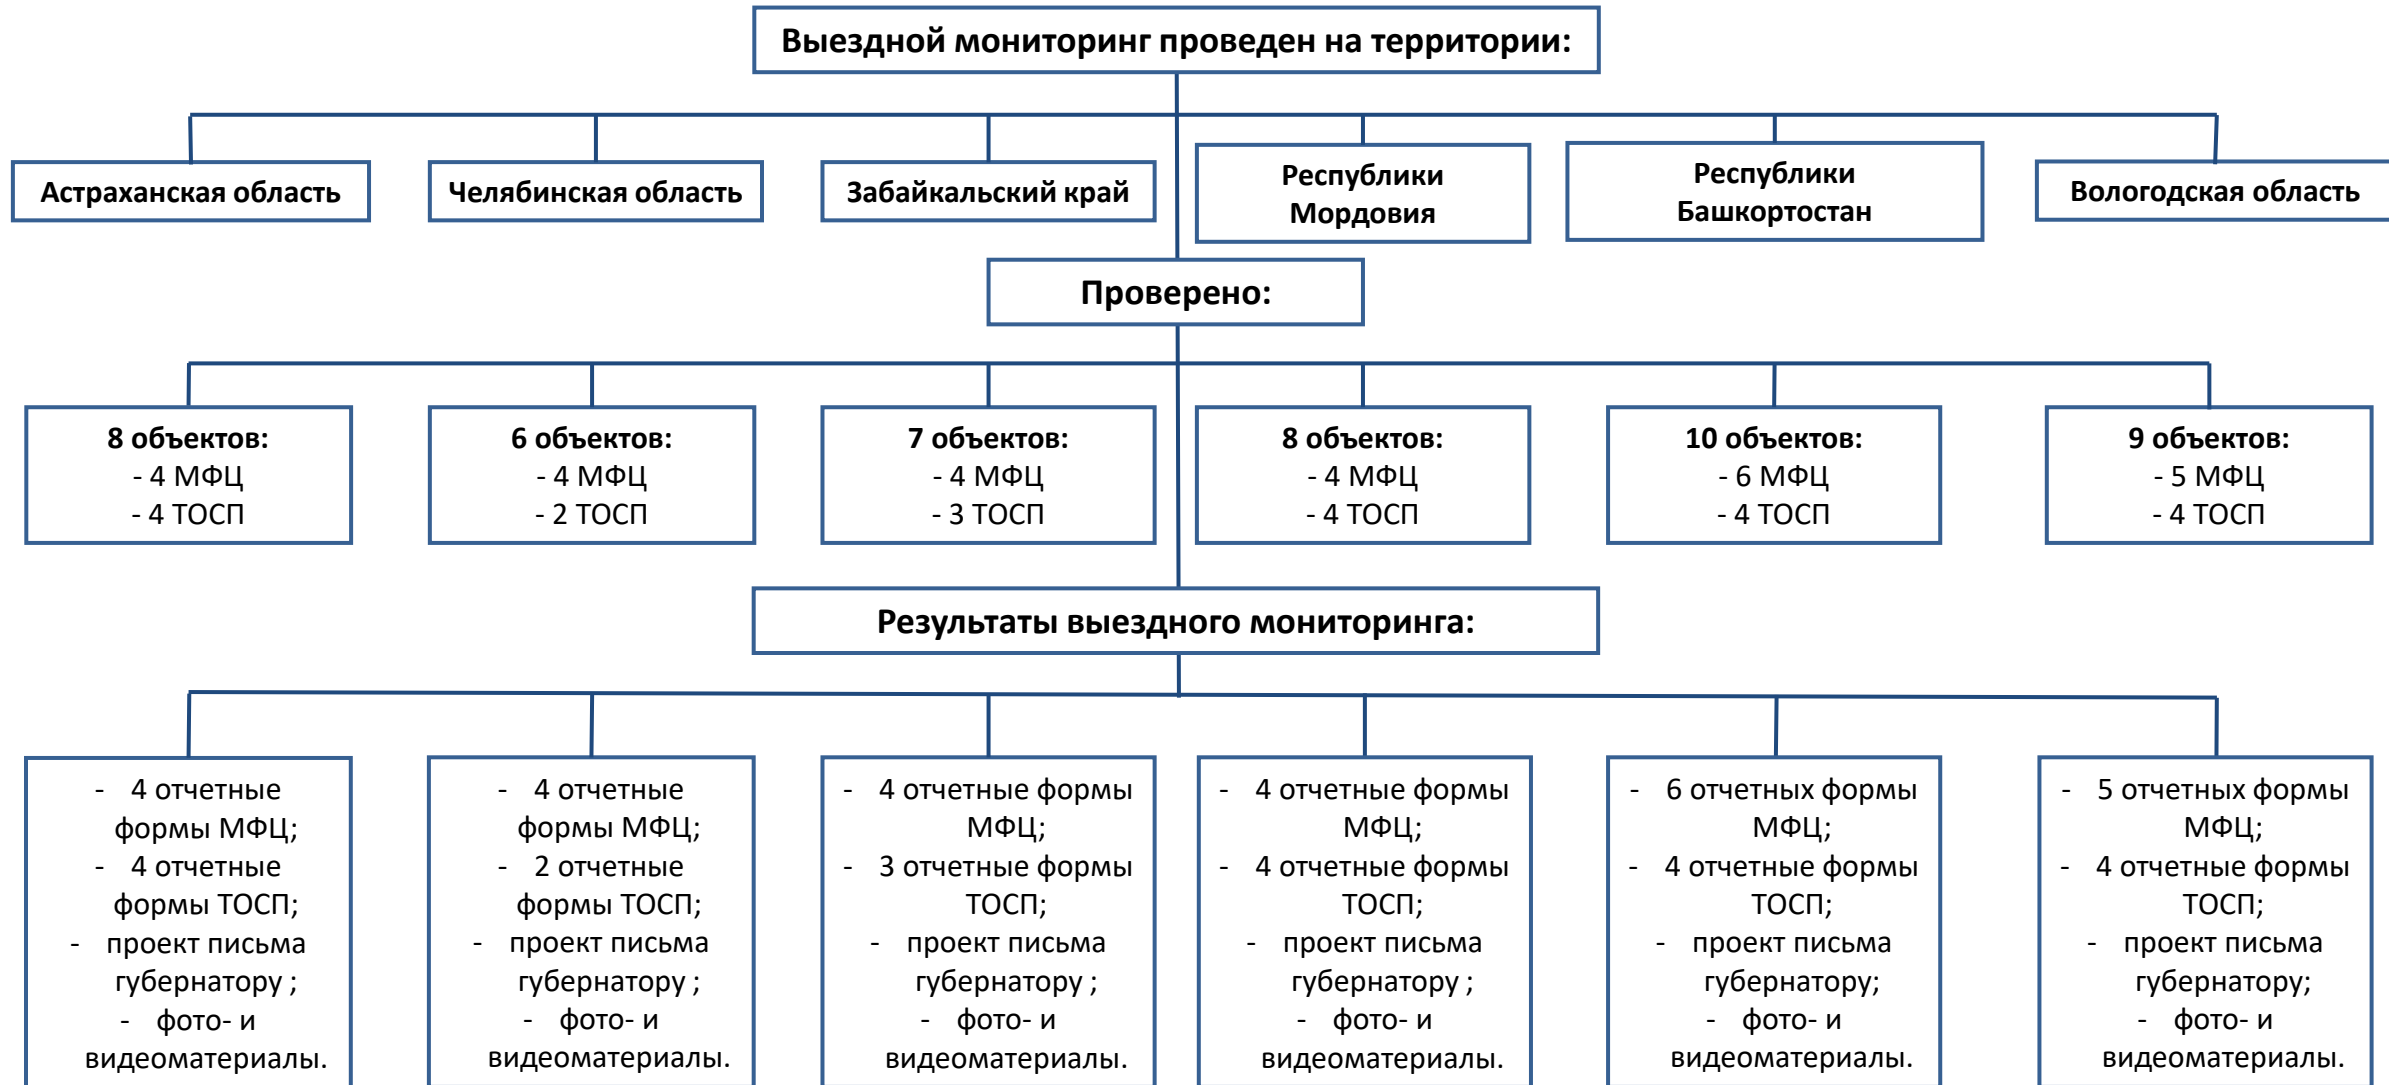 Выездной мониторинг проведен на территории:
Астраханская область
Челябинская область
Забайкальский край
Республики
Мордовия
Республики
Башкортостан
Вологодская область
Проверено:
8 объектов:
- 4 МФЦ
- 4 ТОСП
6 объектов:
- 4 МФЦ
- 2 ТОСП
7 объектов:
- 4 МФЦ
- 3 ТОСП
8 объектов:
- 4 МФЦ
- 4 ТОСП
10 объектов:
- 6 МФЦ
- 4 ТОСП
9 объектов:
- 5 МФЦ
- 4 ТОСП
Результаты выездного мониторинга:
- 4 отчетные
формы МФЦ;
- 4 отчетные
формы ТОСП;
- проект письма
губернатору ;
- фото- и
видеоматериалы.
- 4 отчетные
формы МФЦ;
- 2 отчетные
формы ТОСП;
- проект письма
губернатору ;
- фото- и
видеоматериалы.
- 4 отчетные формы
МФЦ;
- 3 отчетные формы
ТОСП;
- проект письма
губернатору ;
- фото- и
видеоматериалы.
- 4 отчетные формы
МФЦ;
- 4 отчетные формы
ТОСП;
- проект письма
губернатору ;
- фото- и
видеоматериалы.
- 6 отчетных формы
МФЦ;
- 4 отчетные формы
ТОСП;
- проект письма
губернатору;
- фото- и
видеоматериалы.
- 5 отчетных формы
МФЦ;
- 4 отчетные формы
ТОСП;
- проект письма
губернатору;
- фото- и
видеоматериалы.